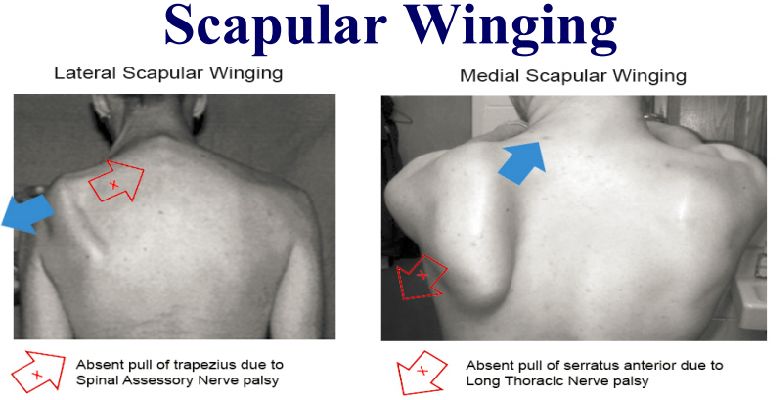 Scapular Winging
Lateral Scapular Winging
Medial Scapular Winging
x
x
x
Absent pull of trapezius due to
Spinal Assessory Nerve palsy
x
Absent pull of serratus anterior due to
Long Thoracic Nerve palsy